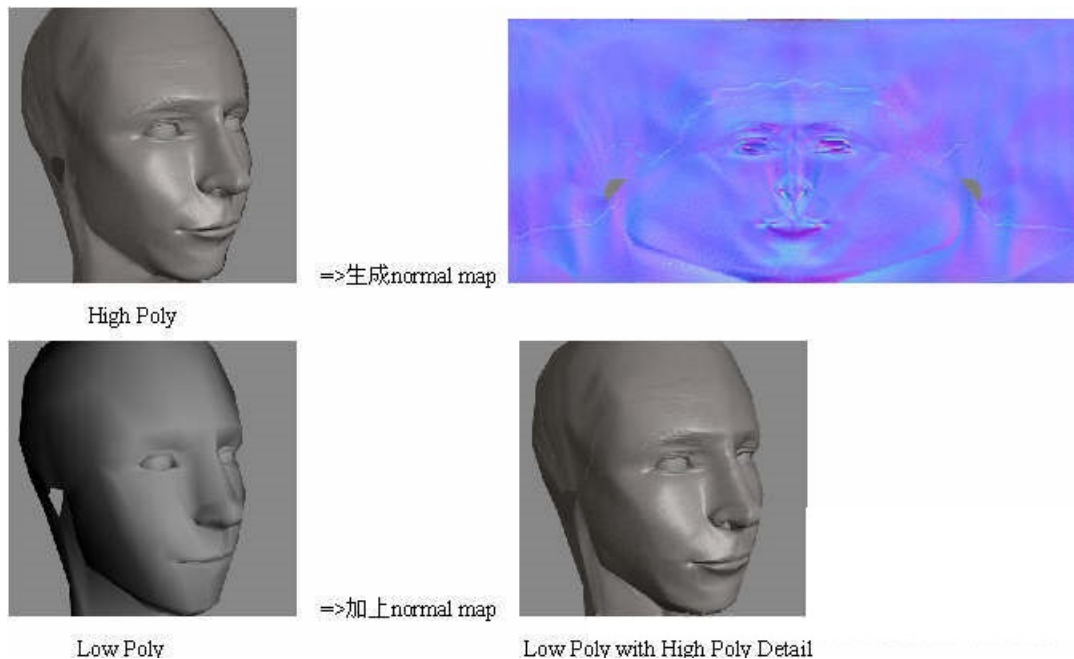 =>生成normal map
High Poly
=>加上normal map
Low Poly
Low Poly with High Poly Detail